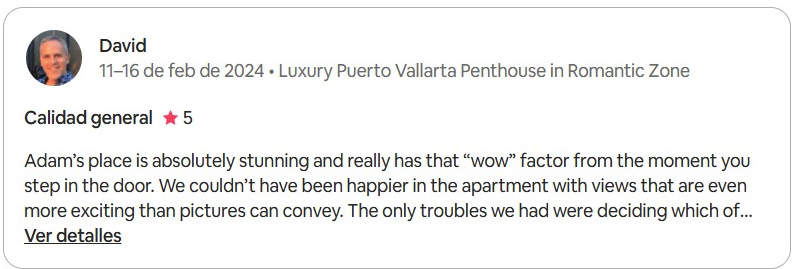 David
11–16 de feb de 2024 • Luxury Puerto Vallarta Penthouse in Romantic Zone
Calidad general ★ 5
Adam’s place is absolutely stunning and really has that “wow” factor from the moment you
step in the door. We couldn’t have been happier in the apartment with views that are even
more exciting than pictures can convey. The only troubles we had were deciding which of...
Ver detalles